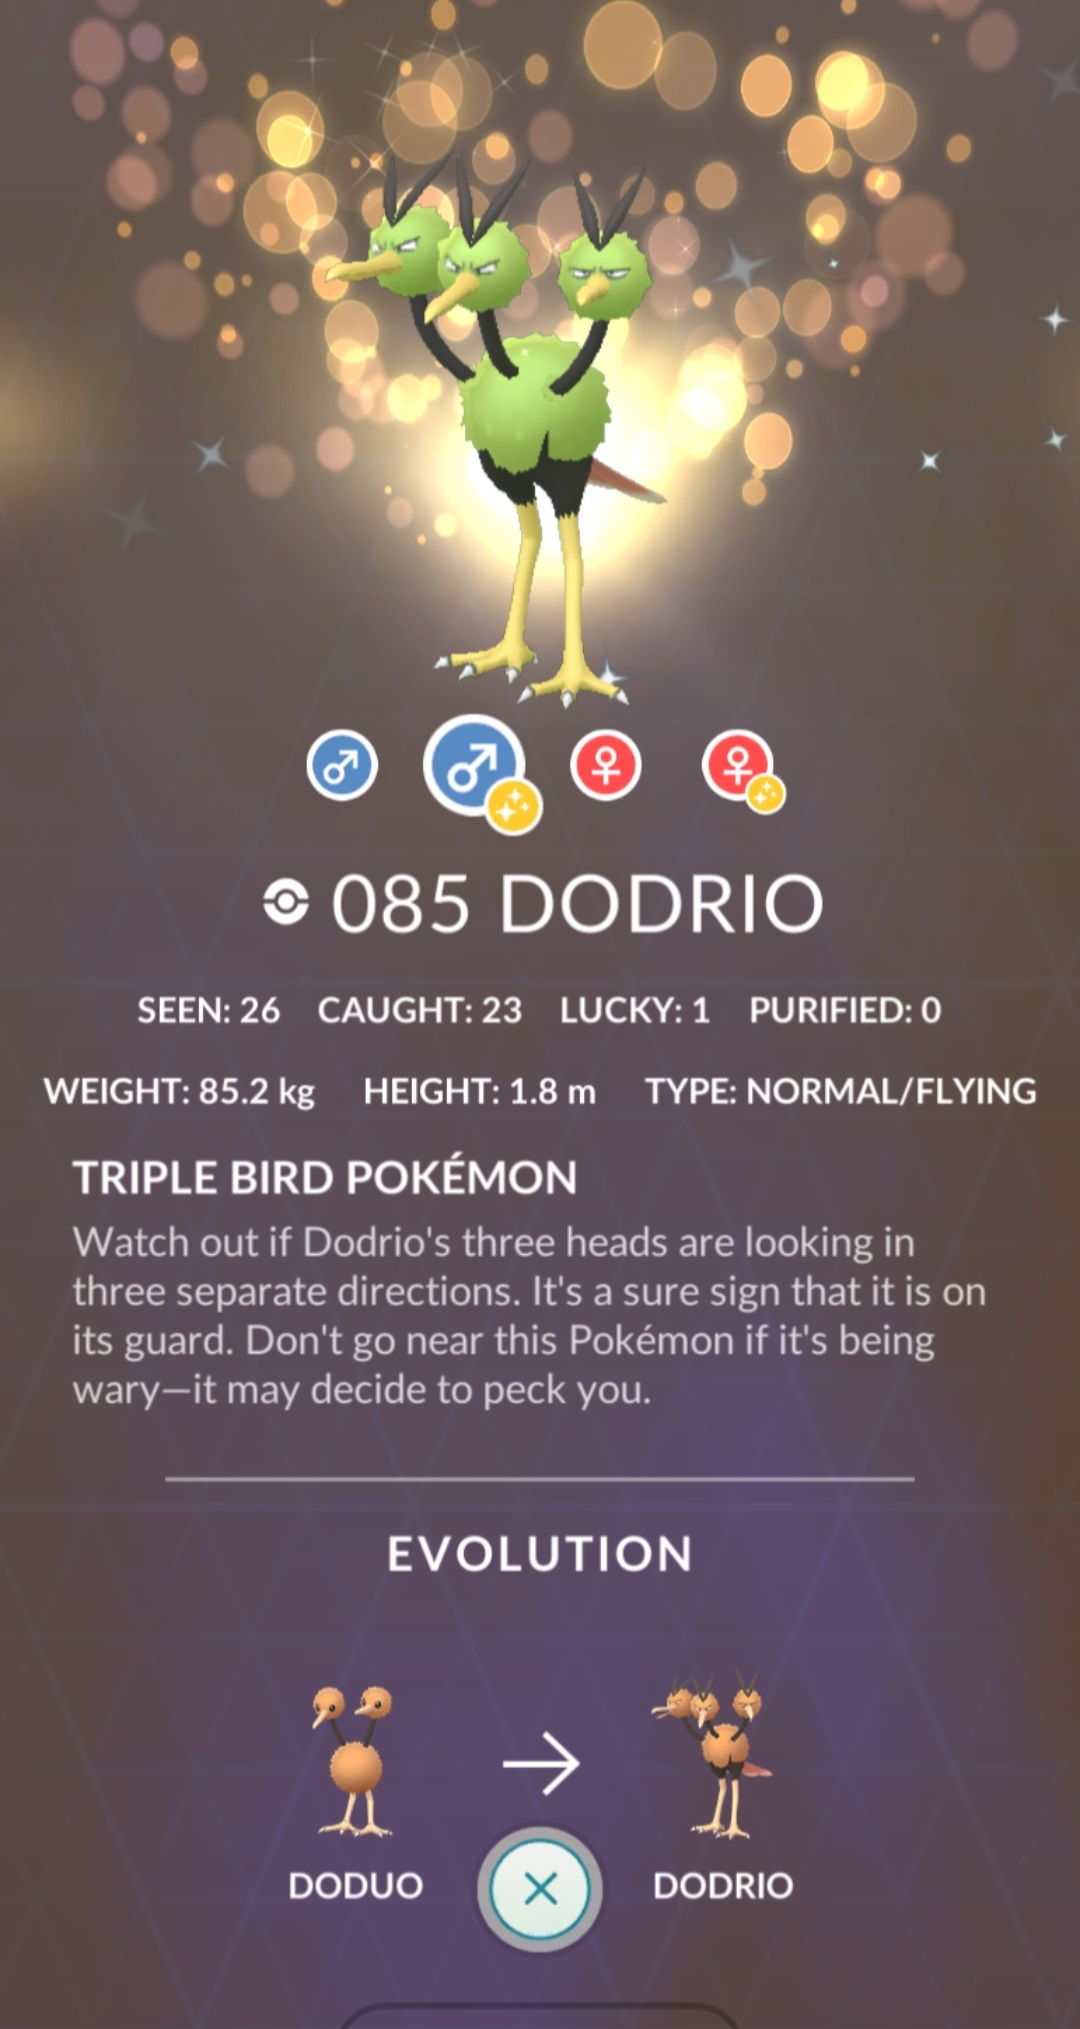 085 DODRIO
SEEN: 26 CAUGHT: 23 LUCKY: 1 PURIFIED: 0
WEIGHT: 85.2 kg HEIGHT: 1.8 m TYPE: NORMAL/FLYING
TRIPLE BIRD POKÉMON
Watch out if Dodrio's three heads are looking in
three separate directions. It's a sure sign that it is on
its guard. Don't go near this Pokémon if it's being
wary—it may decide to peck you.
EVOLUTION
DODUO DODRIO